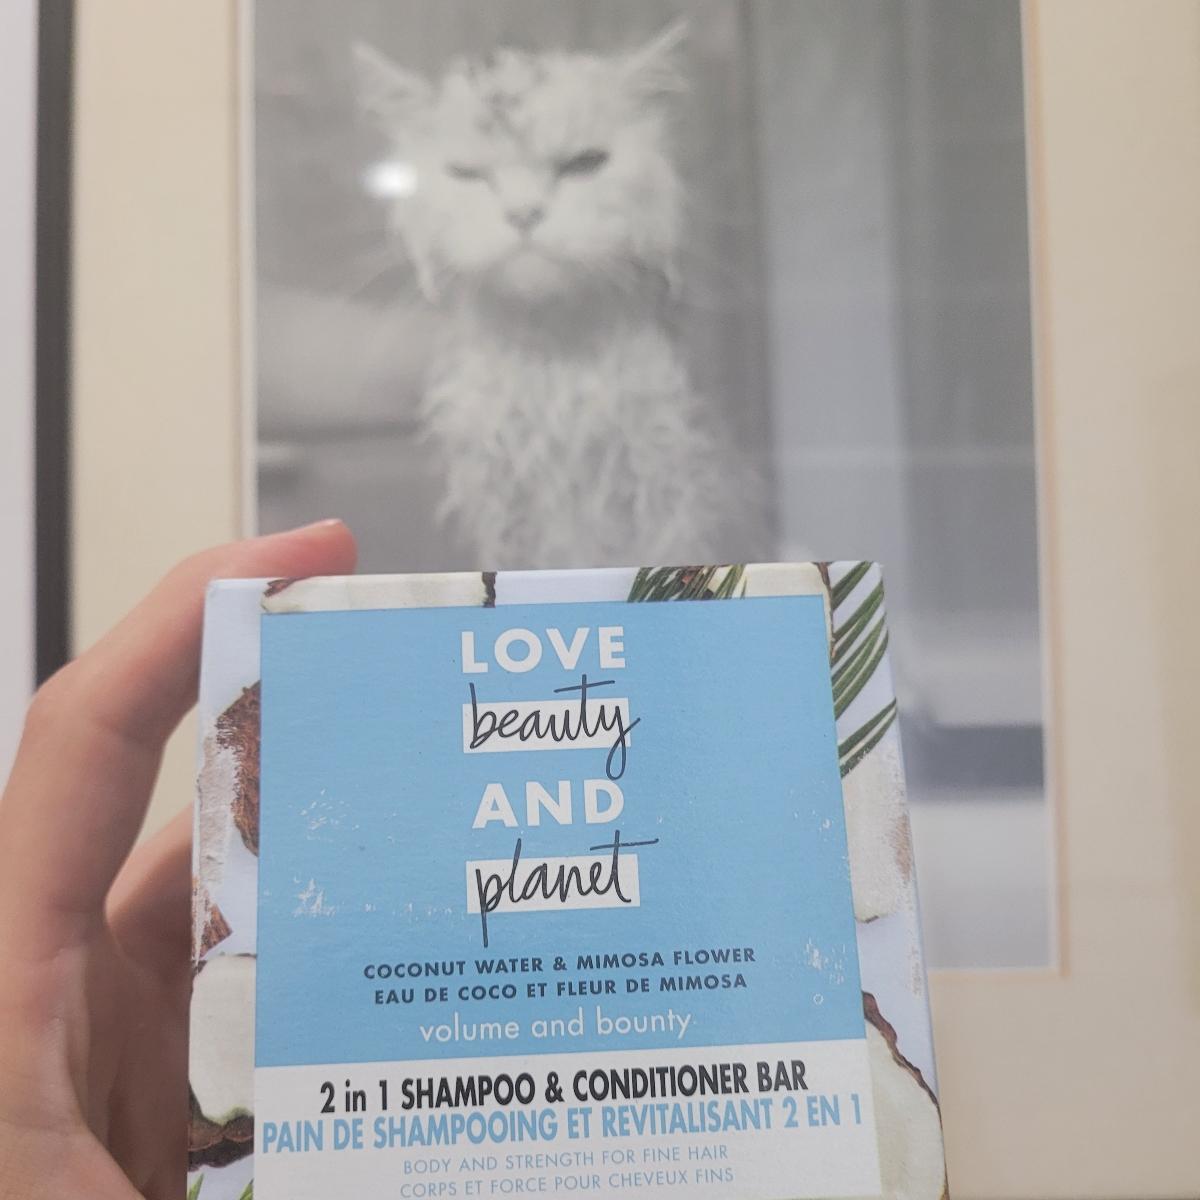 LOVE
beauty
AND
planet
COCONUT WATER & MIMOSA FLOWER
EAU DE COCO ET FLEUR DE MIMOSA
volume and bounty
2 in 1 SHAMPOO & CONDITIONER BAR
PAIN DE SHAMPOOING ET REVITALISANT 2 EN 1
BODY AND STRENGTH FOR FINE HAIR
CORPS ET FORCE POUR CHEVEUX FINS